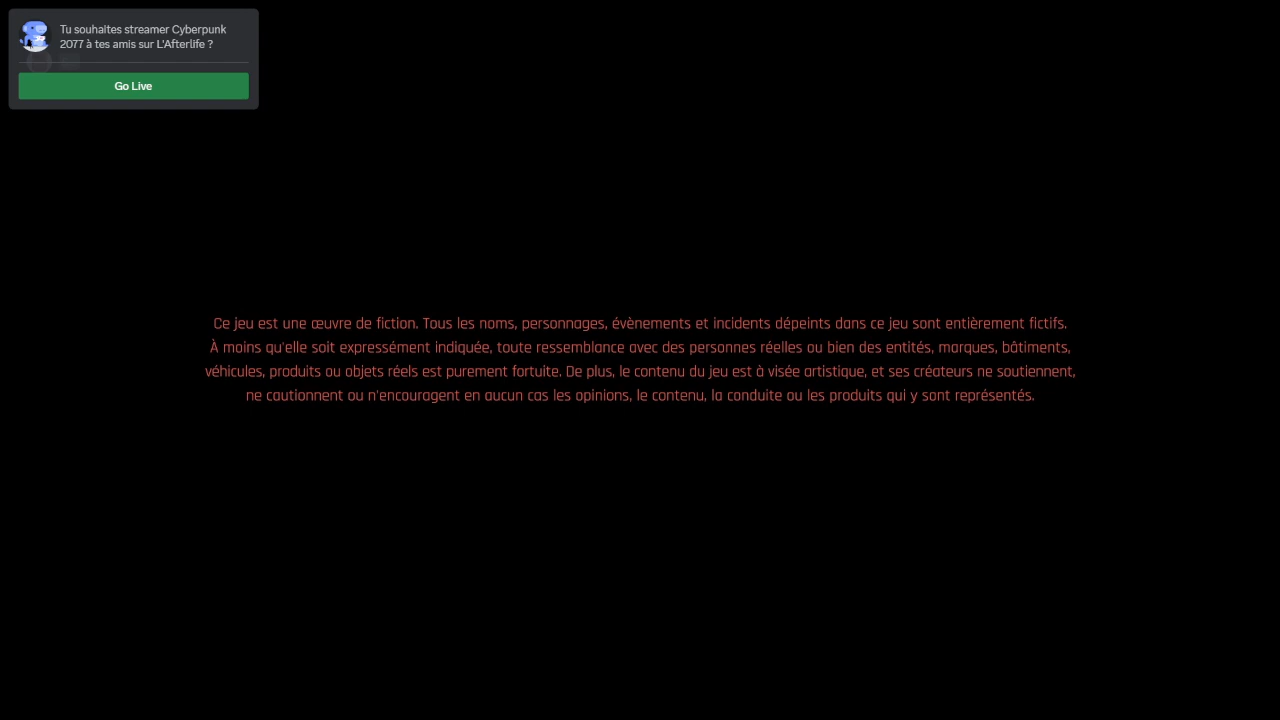 Tu souhaites streamer Cyberpunk
2077 à tes amis sur L'Afterlife ?
Go Live
Ce jeu est une œuvre de fiction. Tous les noms, personnages, évènements et incidents dépeints dans ce jeu sont entièrement fictifs.
À moins qu'elle soit expressément indiquée, toute ressemblance avec des personnes réelles ou bien des entités, marques, bâtiments,
véhicules, produits ou objets réels est purement fortuite. De plus, le contenu du jeu est à visée artistique, et ses créateurs ne soutiennent,
ne cautionnent ou n'encouragent en aucun cas les opinions, le contenu, la conduite ou les produits qui y sont représentés.